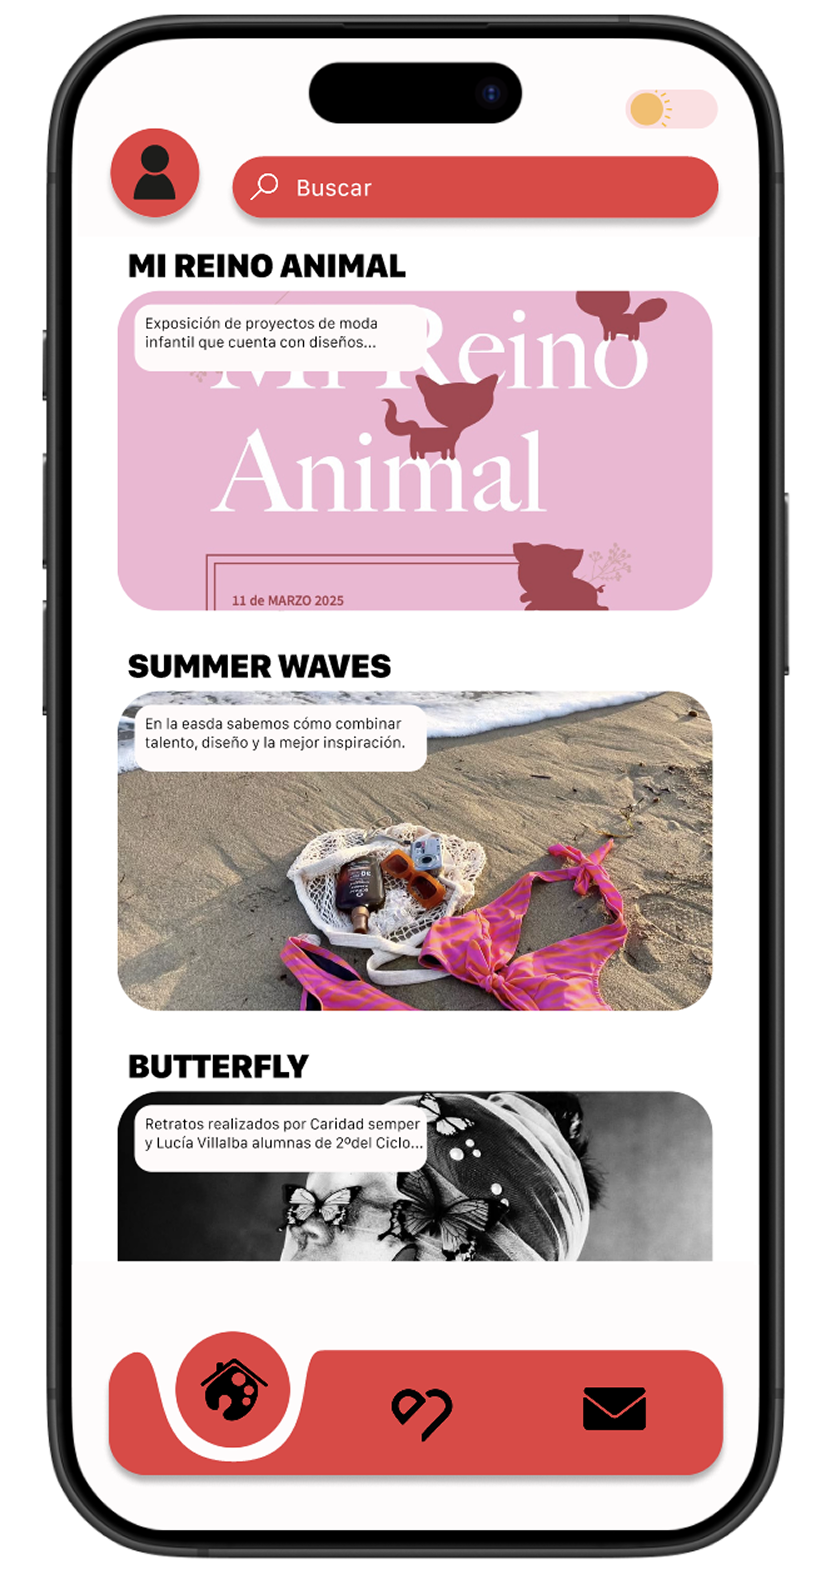 Buscar
MI REINO ANIMAL
Exposición de proyectos de moda
infantil que cuenta con diseños...
Mi Reino
Animal
11 de MARZO 2025
SUMMER WAVES
En la easda sabemos cómo combinar
talento, diseño y la mejor inspiración.
BUTTERFLY
Retratos realizados por Caridad semper
y Lucía Villalba alumnas de 2ºdel Ciclo...